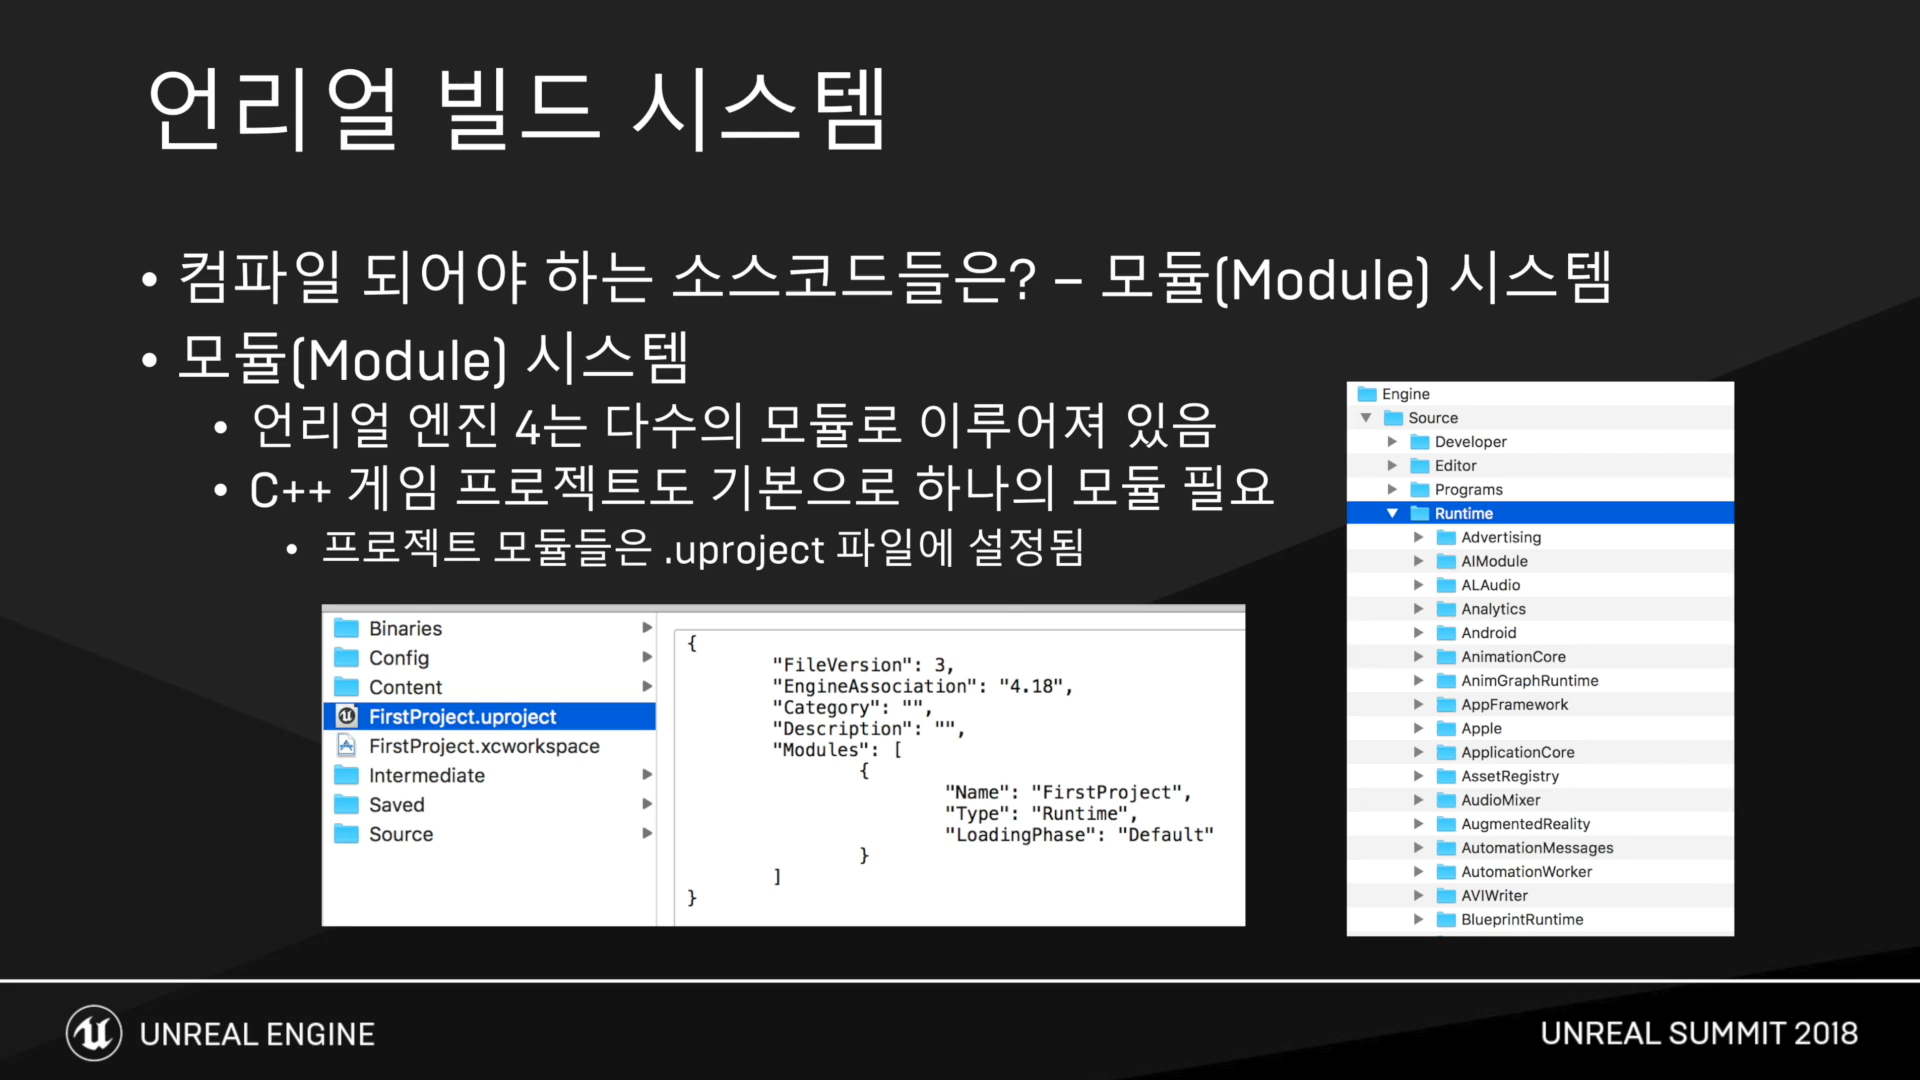 언리얼 빌드 시스템
• 컴파일 되어야 하는 소스코드들은? – 모듈(Module) 시스템
• 모듈(Module) 시스템
• 언리얼 엔진 4는 다수의 모듈로 이루어져 있음
• C++ 게임 프로젝트도 기본으로 하나의 모듈 필요
• 프로젝트 모듈들은 .uproject 파일에 설정됨
Binaries
Config
Content
FirstProject.uproject
FirstProject.xcworkspace
Intermediate
Saved
Source
{
"FileVersion": 3,
"EngineAssociation": "4.18",
"Category": "",
"Description": "",
"Modules": [
{
"Name": "FirstProject",
"Type": "Runtime",
"LoadingPhase": "Default"
}
]
}
Engine
Source
Developer
Editor
Programs
Runtime
Advertising
AIModule
ALAudio
Analytics
Android
AnimationCore
AnimGraphRuntime
AppFramework
Apple
ApplicationCore
AssetRegistry
AudioMixer
AugmentedReality
AutomationMessages
AutomationWorker
AVIWriter
BlueprintRuntime
UNREAL ENGINE
UNREAL SUMMIT 2018